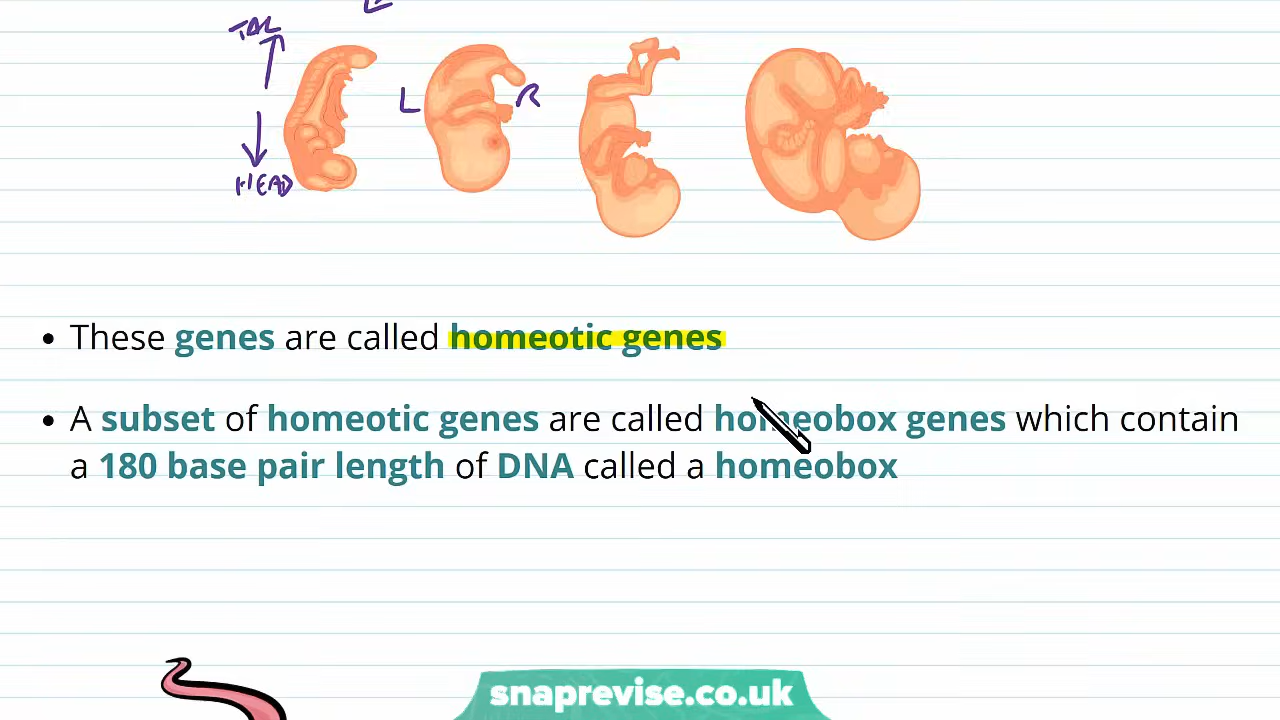 TAIL
L
R
HEAD
These genes are called homeotic genes
A subset of homeotic genes are called homeobox genes which contain
a 180 base pair length of DNA called a homeobox
snaprevise.co.uk